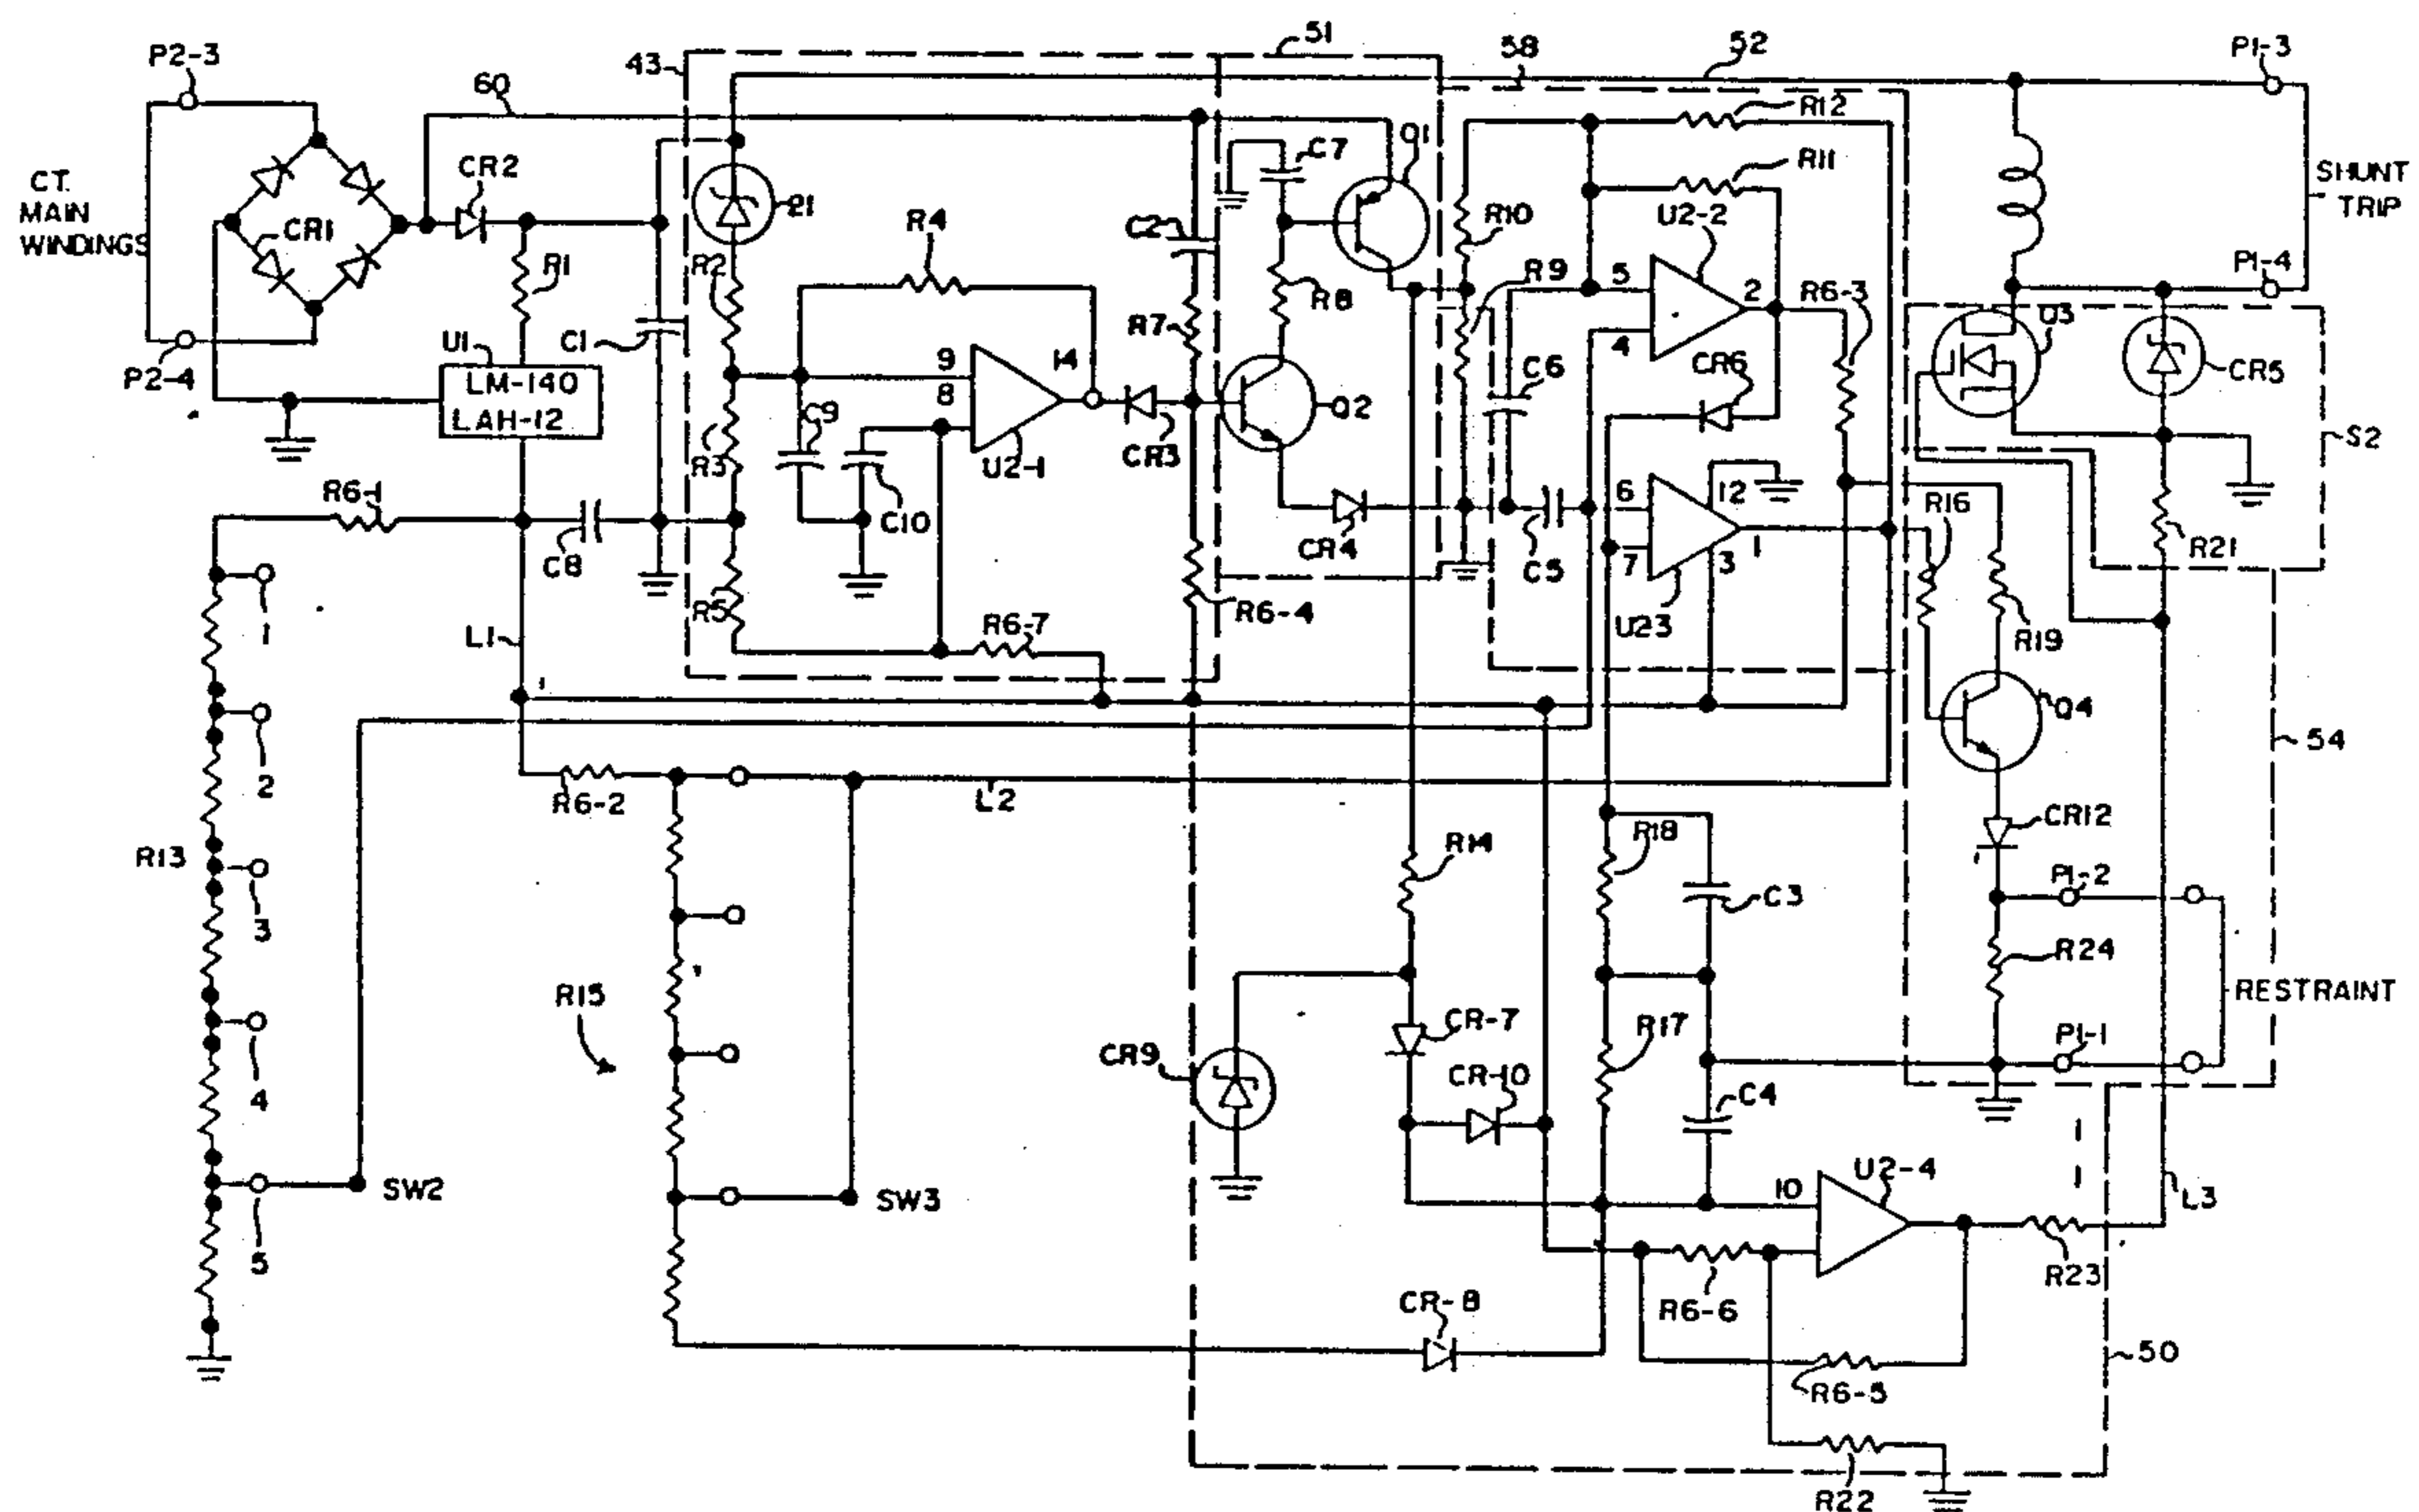 P2-3
43
51
58
52
P1-3
60
R12
Q1
C7
R11
CR2
CT.
MAIN
WINDINGS
CR1
21
R4
C2
R10
U2-2
SHUNT
TRIP
R1
R2
R8
R9
5
2
P1-4
R6-3
U3
U1
C1
R7
4
P2-4
LM-140
LAH-12
9
8
14
C6
CR6
CR5
C9
R3
CR3
Q2
S2
U2-1
R6-1
C10
6
12
R16
C8
CR4
C5
7
3
1
R21
1
R5
R6-4
U23
R19
L1
R6-7
Q4
2
54
R6-2
L2
CR12
R13
R14
R18
P1-2
3
C3
R24
R15
RESTRAINT
CR-7
R17
P1-1
CR9
CR-10
C4
4
U2-4
SW2
SW3
10
L3
5
R23
CR-8
R6-6
50
R6-5
R22